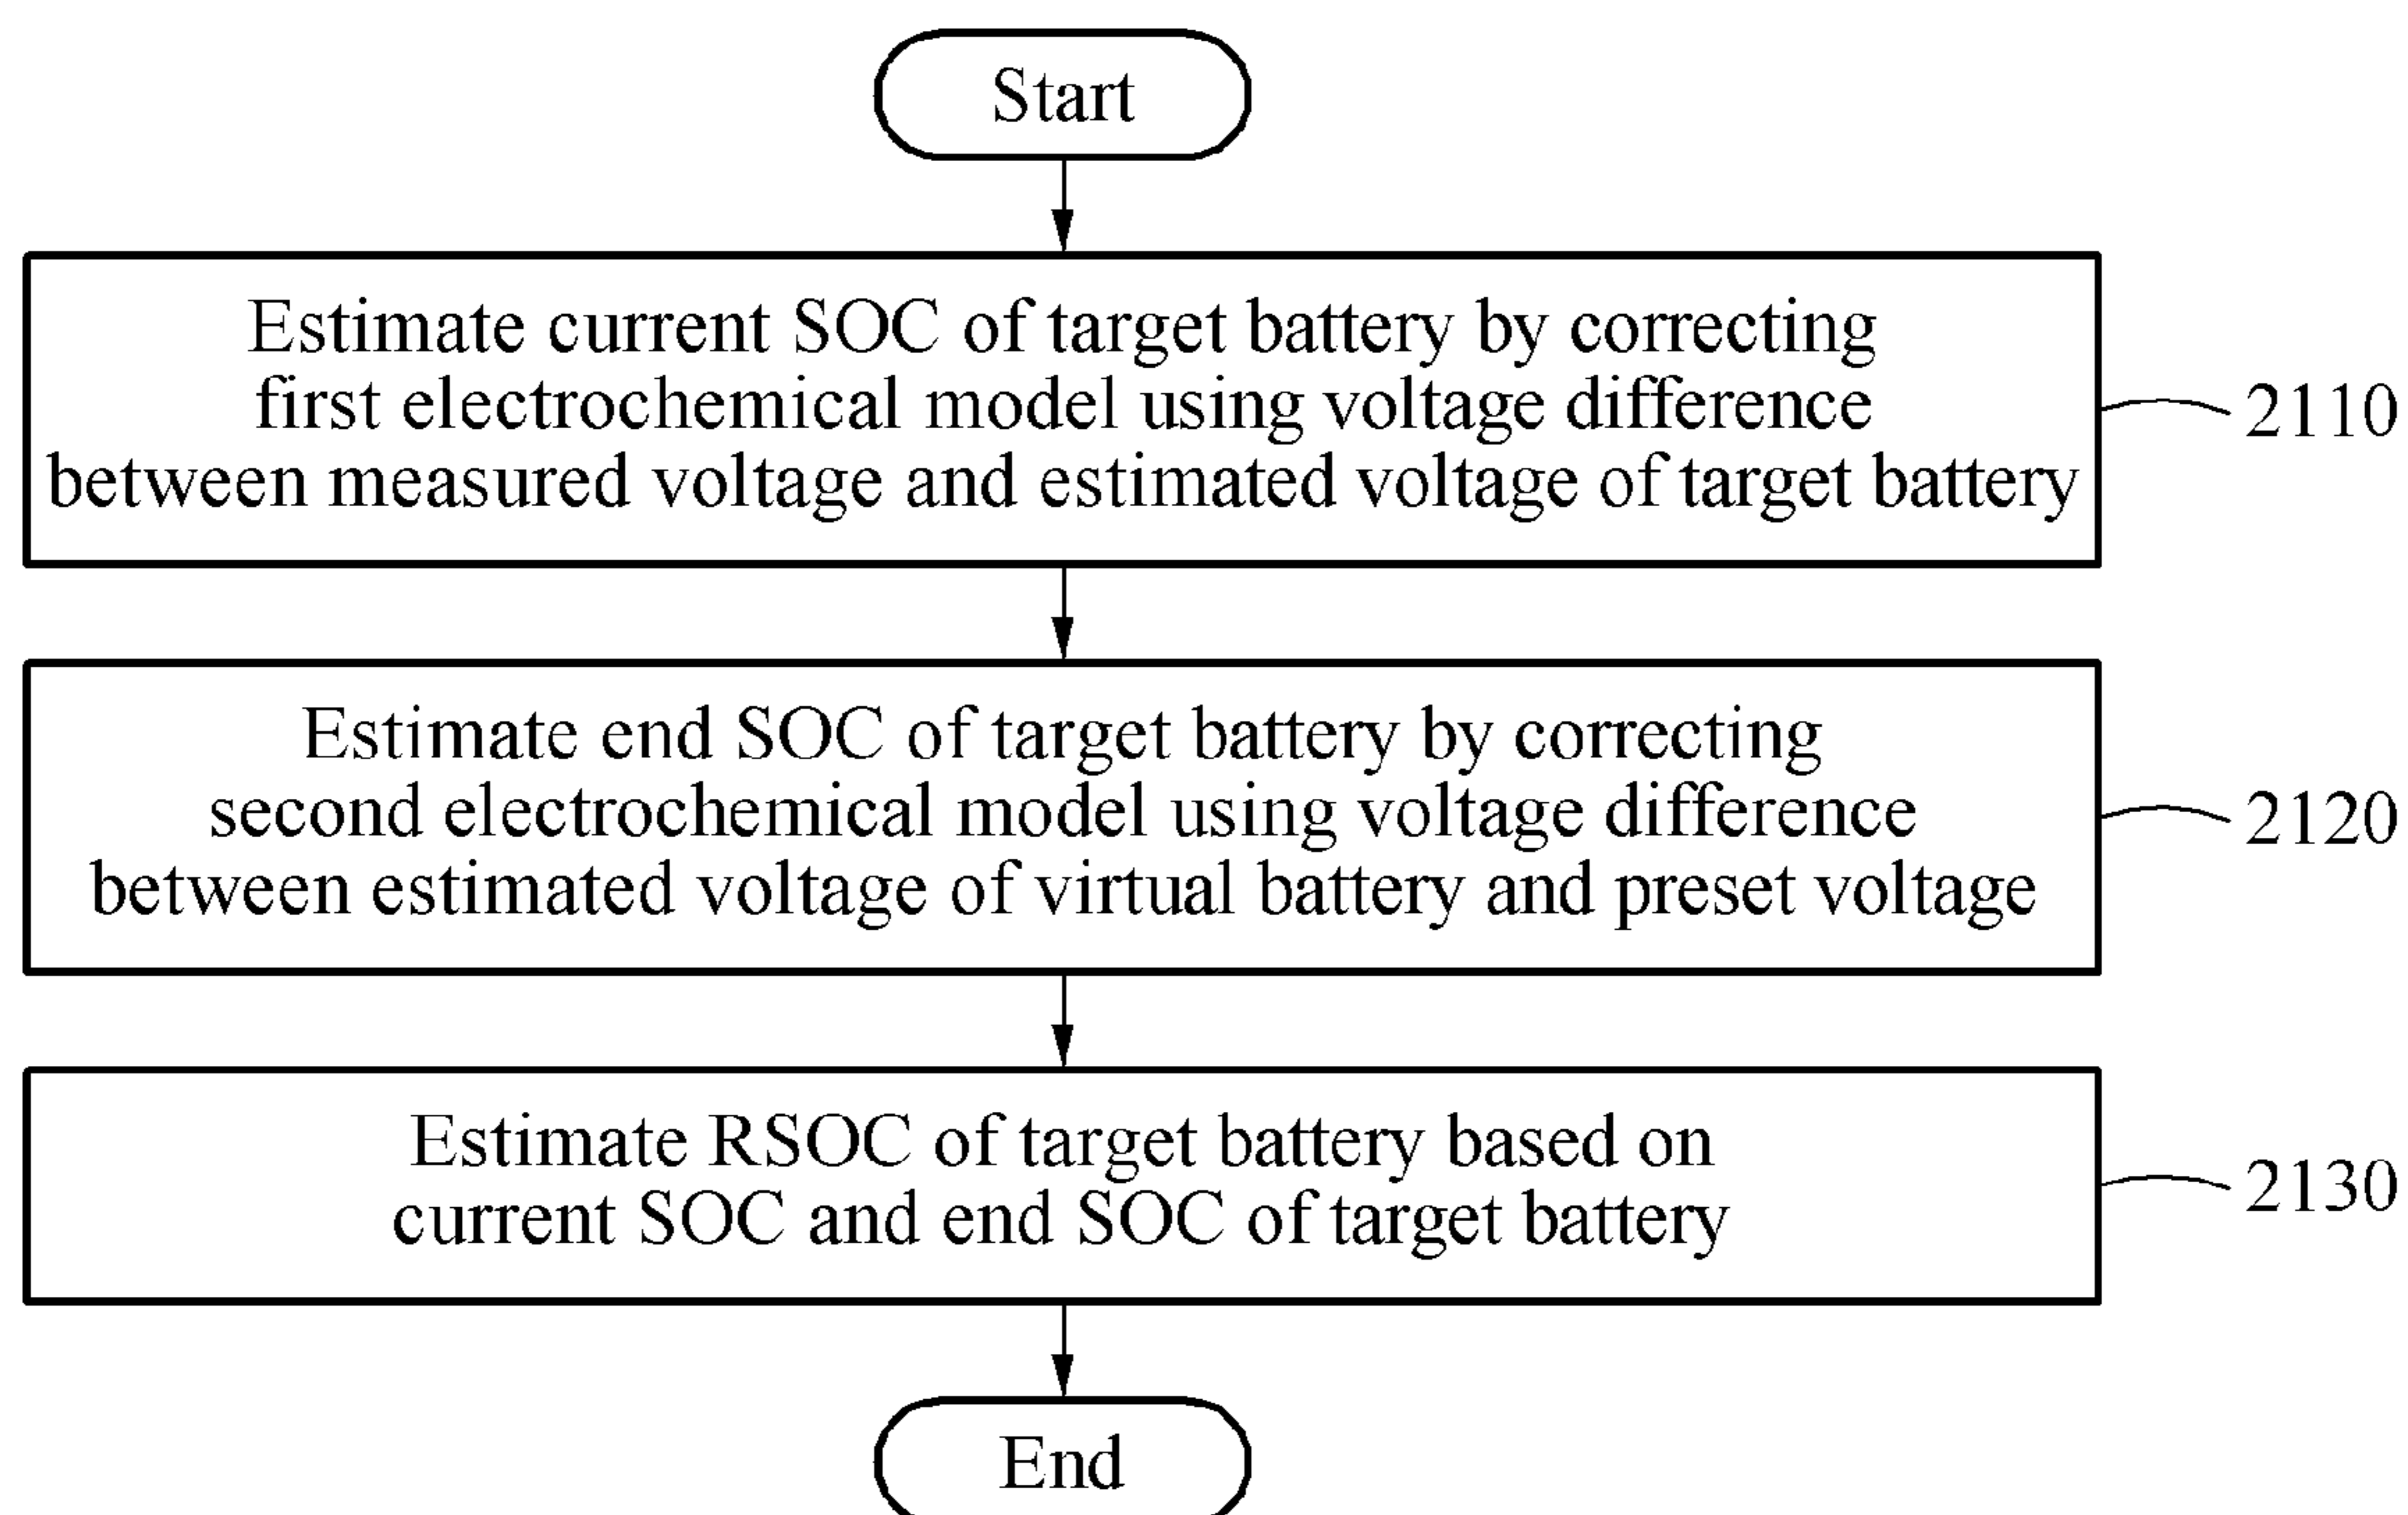 Start
Estimate current SOC of target battery by correcting
first electrochemical model using voltage difference
between measured voltage and estimated voltage of target battery
2110
Estimate end SOC of target battery by correcting
second electrochemical model using voltage difference
between estimated voltage of virtual battery and preset voltage
2120
Estimate RSOC of target battery based on
current SOC and end SOC of target battery
2130
End